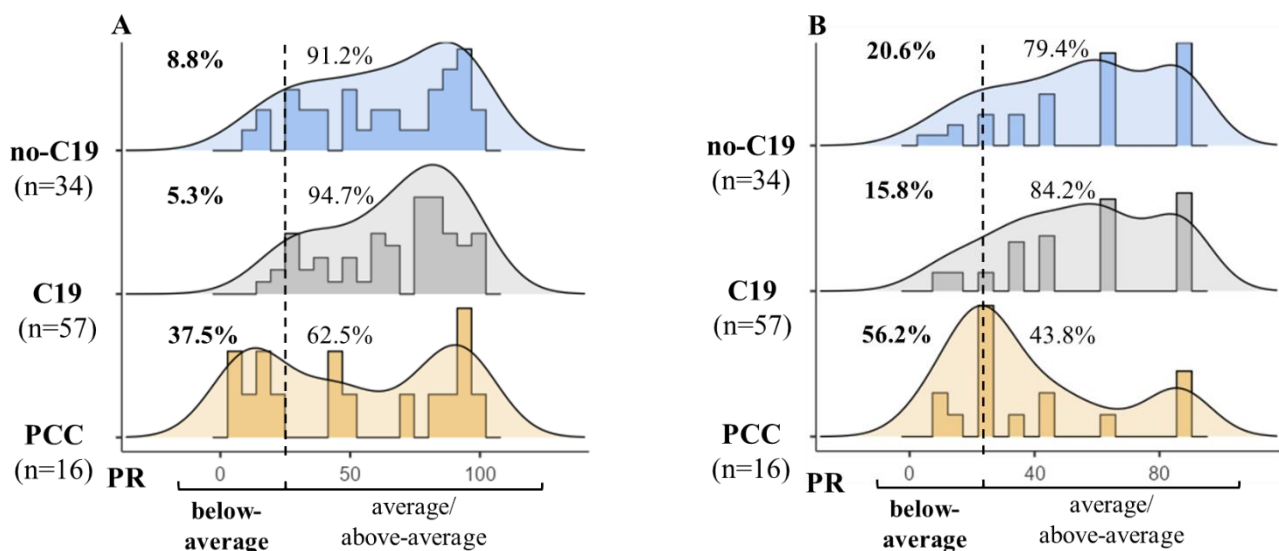 A
8.8% 91.2%
no-C19
(n=34)
5.3% 94.7%
C19
(n=57)
37.5% 62.5%
PCC
(n=16)
PR 0 50 100
below-
average
average/
above-average
B
20.6% 79.4%
no-C19
(n=34)
15.8% 84.2%
C19
(n=57)
56.2% 43.8%
PCC
(n=16)
PR 0 40 80
below-
average
average/
above-average